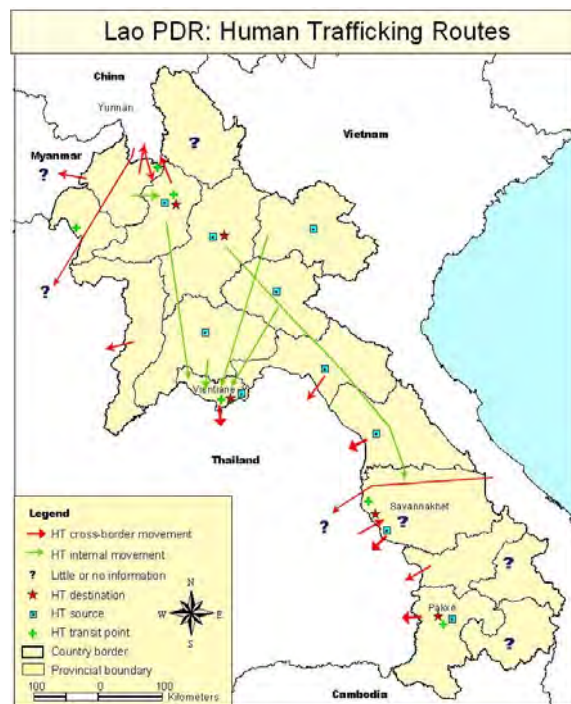 Lao PDR: Human Trafficking Routes
China
Yunnan
Vietnam
Myanmar
?
?
?
Vientiane
Thailand
Savannakhet
?
?
?
Pakxe
?
Cambodia
Legend
HT cross-border movement
HT internal movement
? Little or no information
HT destination
HT source
HT transit point
Country border
Provincial boundary
N
W E
S
100 0 100
Kilometers